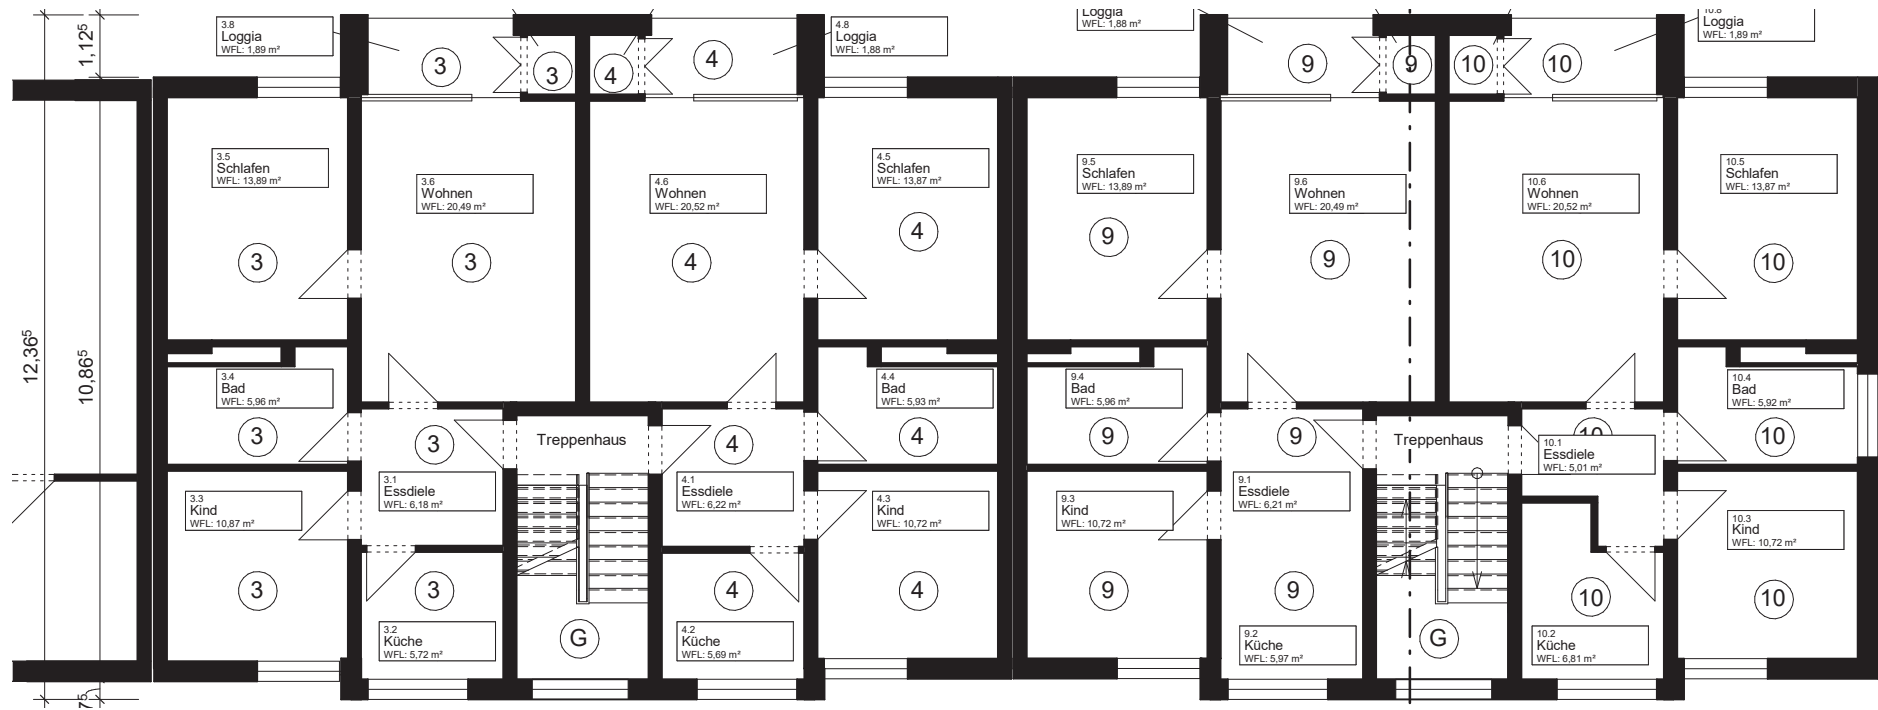 3.8
Loggia
WFL: 1,89 m²
4.8
Loggia
WFL: 1,88 m²
Loggia
WFL: 1,88 m²
10.8
Loggia
WFL: 1,89 m²
1,12⁵
3
3
4
4
9
9
10
10
3.5
Schlafen
WFL: 13,89 m²
3.6
Wohnen
WFL: 20,49 m²
4.6
Wohnen
WFL: 20,52 m²
4.5
Schlafen
WFL: 13,87 m²
9.5
Schlafen
WFL: 13,89 m²
9.6
Wohnen
WFL: 20,49 m²
10.6
Wohnen
WFL: 20,52 m²
10.5
Schlafen
WFL: 13,87 m²
3
3
4
4
9
9
10
10
12,36⁵
10,86⁵
3.4
Bad
WFL: 5,96 m²
4.4
Bad
WFL: 5,93 m²
9.4
Bad
WFL: 5,96 m²
10.4
Bad
WFL: 5,92 m²
3
3
Treppenhaus
4
4
9
9
Treppenhaus
10
10.1
Essdiele
WFL: 5,01 m²
10
3.3
Kind
WFL: 10,87 m²
3.1
Essdiele
WFL: 6,18 m²
4.1
Essdiele
WFL: 6,22 m²
4.3
Kind
WFL: 10,72 m²
9.3
Kind
WFL: 10,72 m²
9.1
Essdiele
WFL: 6,21 m²
10.3
Kind
WFL: 10,72 m²
3
3
4
4
9
9
10
10
3.2
Küche
WFL: 5,72 m²
G
4.2
Küche
WFL: 5,69 m²
9.2
Küche
WFL: 5,97 m²
G
10.2
Küche
WFL: 6,81 m²